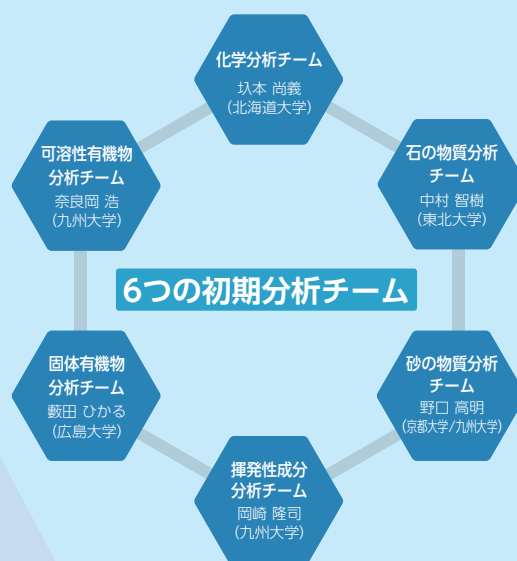 化学分析チーム
圦本 尚義
(北海道大学)
可溶性有機物
分析チーム
奈良岡 浩
(九州大学)
石の物質分析
チーム
中村 智樹
(東北大学)
6つの初期分析チーム
固体有機物
分析チーム
藪田 ひかる
(広島大学)
砂の物質分析
チーム
野口 高明
(京都大学/九州大学)
揮発性成分
分析チーム
岡崎 隆司
(九州大学)